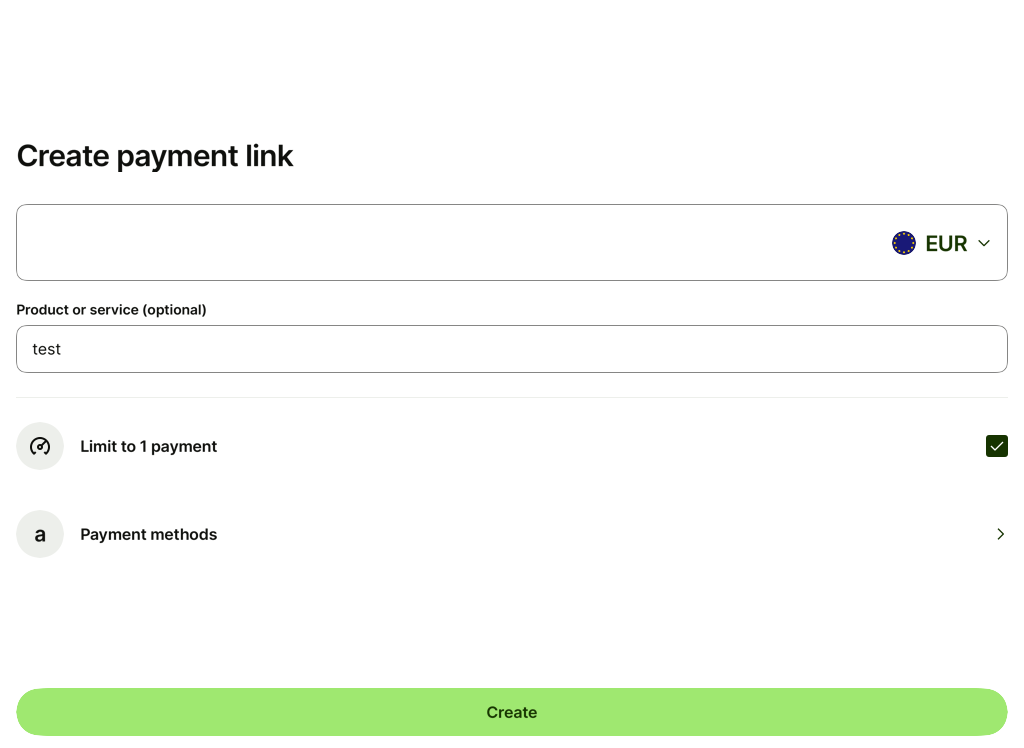 Create payment link
EUR
Product or service (optional)
test
Limit to 1 payment
a
Payment methods
Create